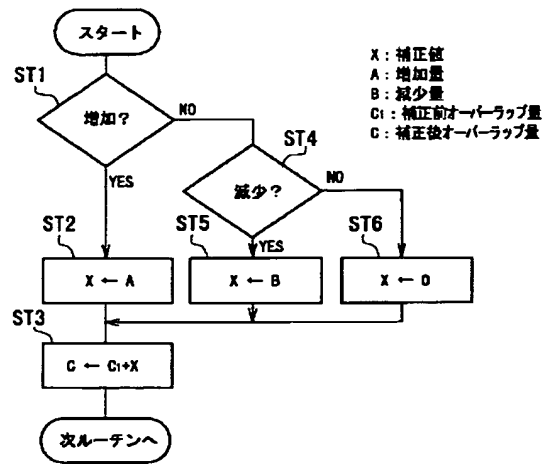 スタート
ST1
増加?
NO
YES
X : 補正値
A : 増加量
B : 減少量
C1 : 補正前オーバーラップ量
C : 補正後オーバーラップ量
ST4
減少?
NO
YES
ST2
X ← A
ST5
X ← B
ST6
X ← 0
ST3
C ← C1+X
次ルーチンへ